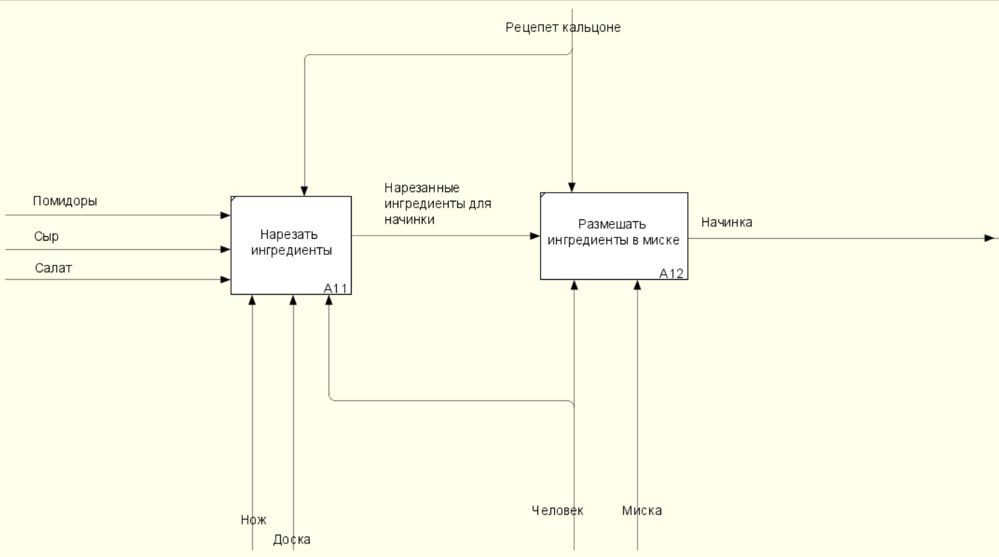 Рецепет кальцоне
Помидоры
Сыр
Салат
Нарезать
ингредиенты
A11
Нарезанные
ингредиенты для
начинки
Размешать
ингредиенты в миске
A12
Начинка
Нож
Доска
Человек
Миска